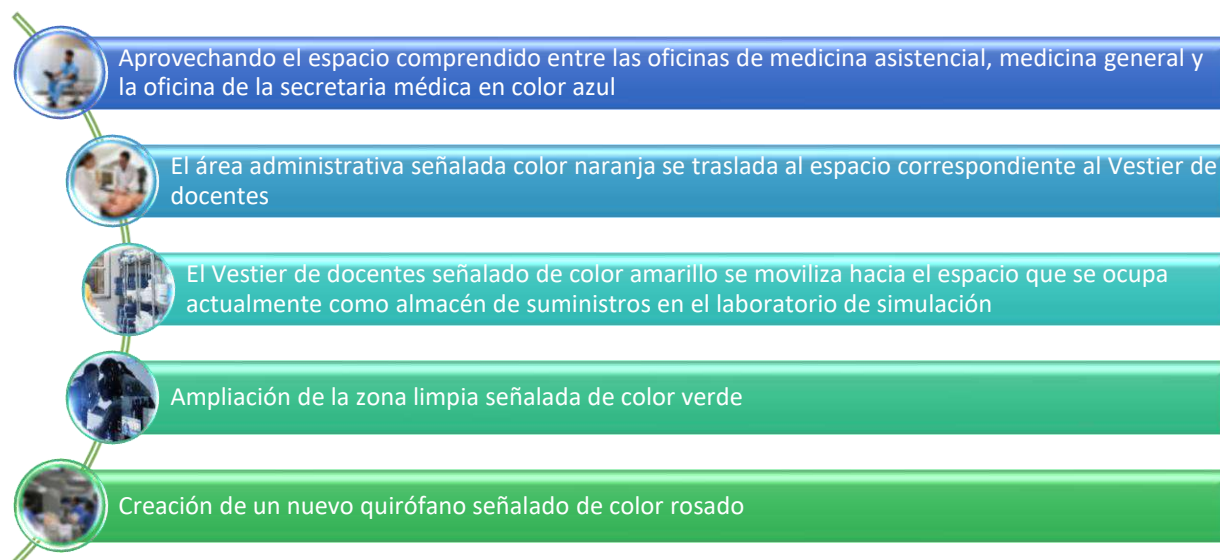 Aprovechando el espacio comprendido entre las oficinas de medicina asistencial, medicina general y
la oficina de la secretaria médica en color azul
El área administrativa señalada color naranja se traslada al espacio correspondiente al Vestier de
docentes
El Vestier de docentes señalado de color amarillo se moviliza hacia el espacio que se ocupa
actualmente como almacén de suministros en el laboratorio de simulación
Ampliación de la zona limpia señalada de color verde
Creación de un nuevo quirófano señalado de color rosado